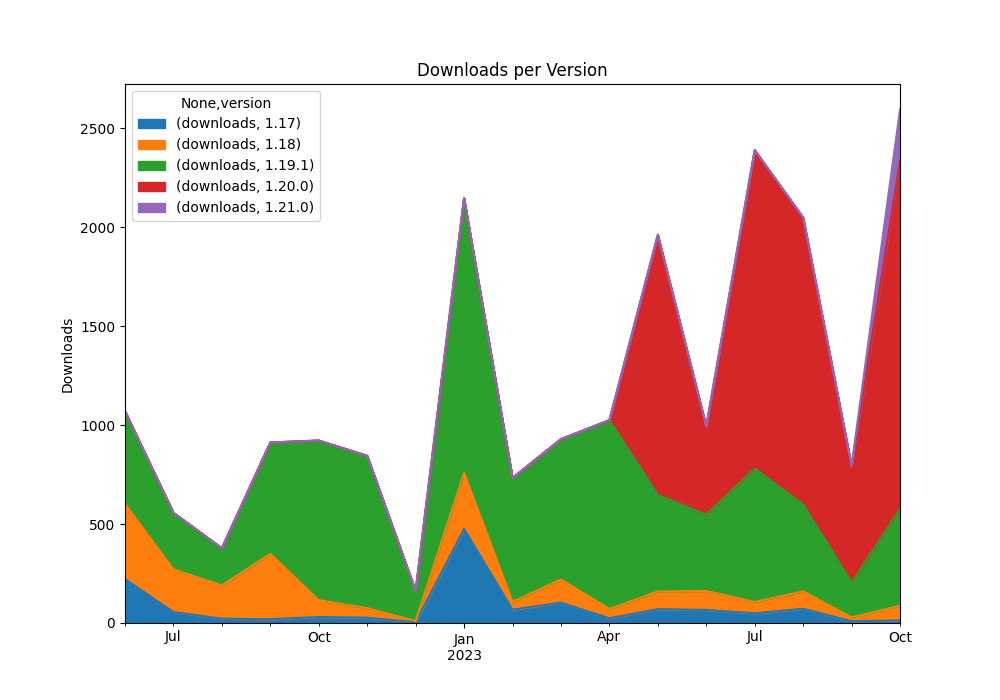 Downloads per Version
None,version
(downloads, 1.17)
(downloads, 1.18)
(downloads, 1.19.1)
(downloads, 1.20.0)
(downloads, 1.21.0)
Downloads
2500
2000
1500
1000
500
0
Jul
Oct
Jan
2023
Apr
Jul
Oct